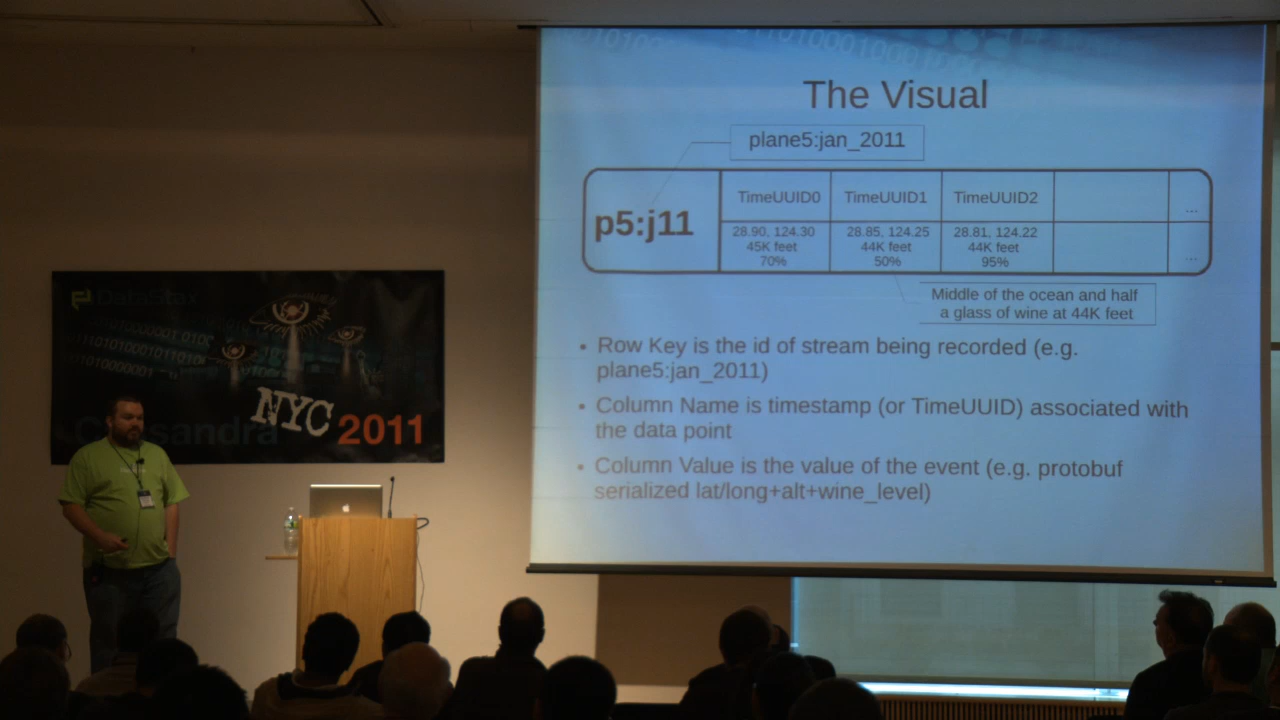 The Visual
plane5:jan_2011
p5:j11
TimeUUID0
TimeUUID1
TimeUUID2
...
28.90, 124.30
45K feet
70%
28.85, 124.25
44K feet
50%
28.81, 124.22
44K feet
95%
...
Middle of the ocean and half
a glass of wine at 44K feet
• Row Key is the id of stream being recorded (e.g.
plane5:jan_2011)
• Column Name is timestamp (or TimeUUID) associated with
the data point
• Column Value is the value of the event (e.g. protobuf
serialized lat/long+alt+wine_level)
DataStax
NYC 2011